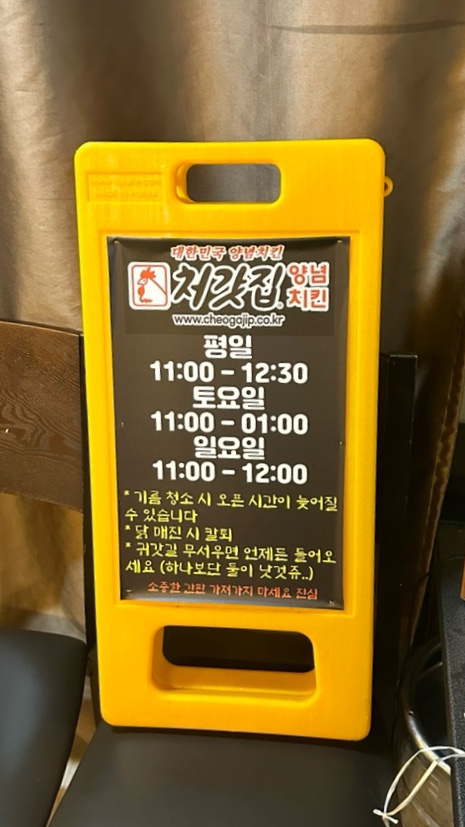 대한민국 양념치킨
처갓집 양념
치킨
www.cheogajip.co.kr
평일
11:00 - 12:30
토요일
11:00 - 01:00
일요일
11:00 - 12:00
* 기름 청소 시 오픈 시간이 늦어질
수 있습니다
* 닭 매진 시 칼퇴
* 귀갓길 무서우면 언제든 들어오
세요 (하나보단 둘이 낫겟쥬..)
소중한 간판 가져가지 마세요 진심